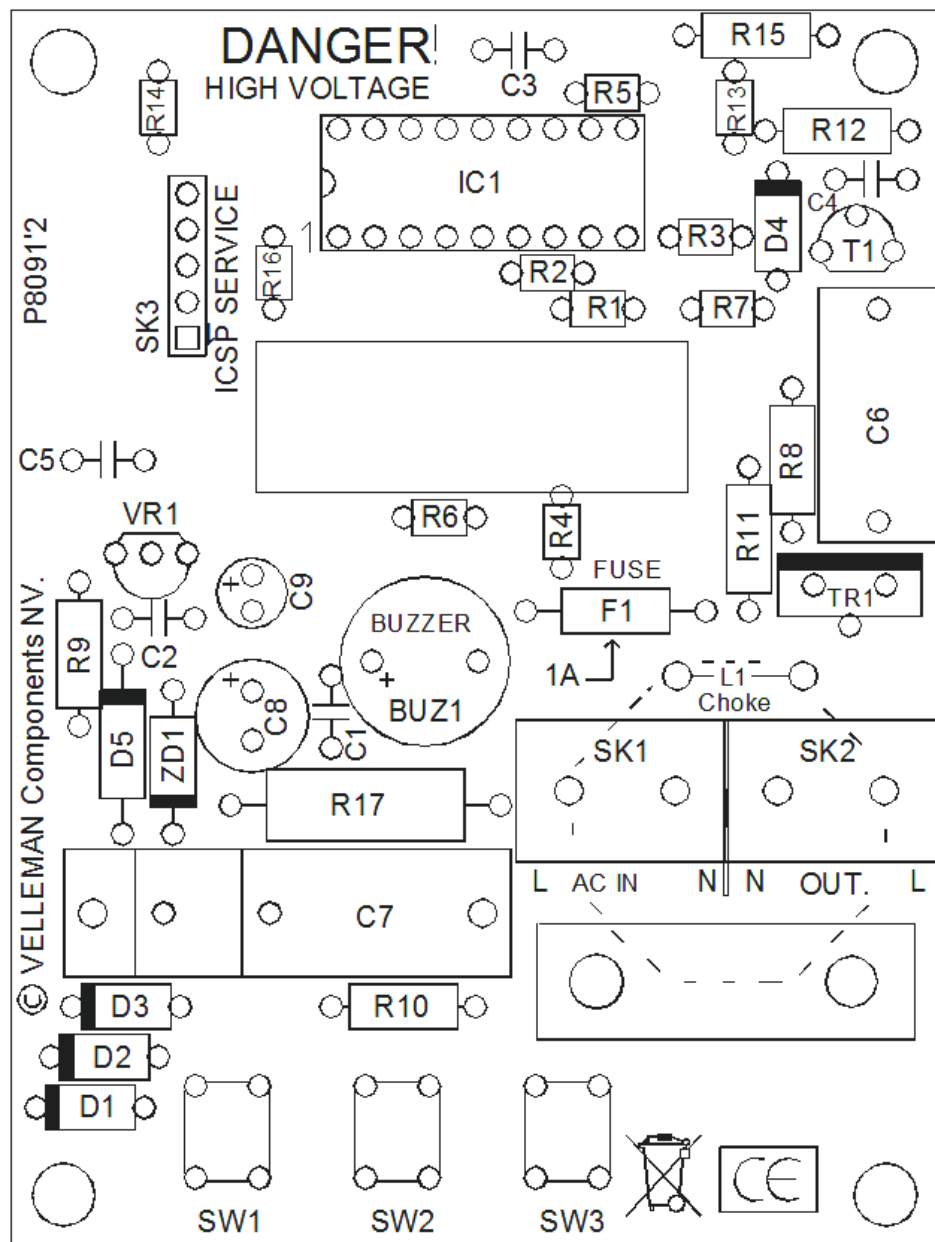 DANGER
HIGH VOLTAGE
C3
R15
R5
R14
R13
R12
IC1
C4
T1
D4
R3
P8091'2
SK3
ICSP SERVICE
1
R16
R2
R1
R7
C6
R8
C5
R6
R4
R11
VR1
+
C9
FUSE
F1
1A
TR1
BUZZER
+
BUZ1
R9
C2
+
C8
C1
L1
Choke
D5
ZD1
R17
SK1
SK2
L AC IN N N OUT. L
C7
© VELLEMAN Components NV.
D3
R10
D2
D1
SW1
SW2
SW3
CE